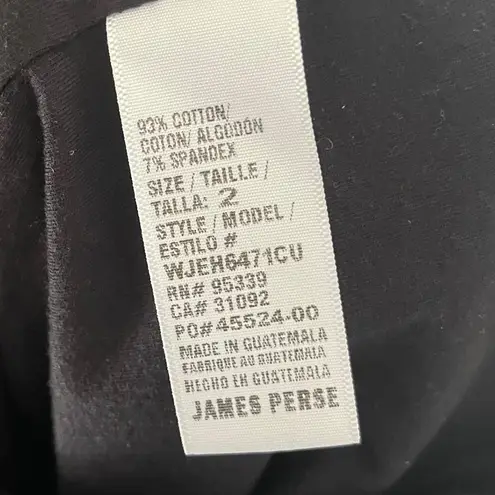 93% COTTON/
COTON/ ALGODÓN
7% SPANDEX
SIZE / TAILLE /
TALLA: 2
STYLE / MODEL /
ESTILO #
WJEH6471CU
RN# 95339
CA# 31092
PO#45524-00
MADE IN GUATEMALA
FABRIQUE AU GUATEMALA
HECHO EN GUATEMALA
JAMES PERSE